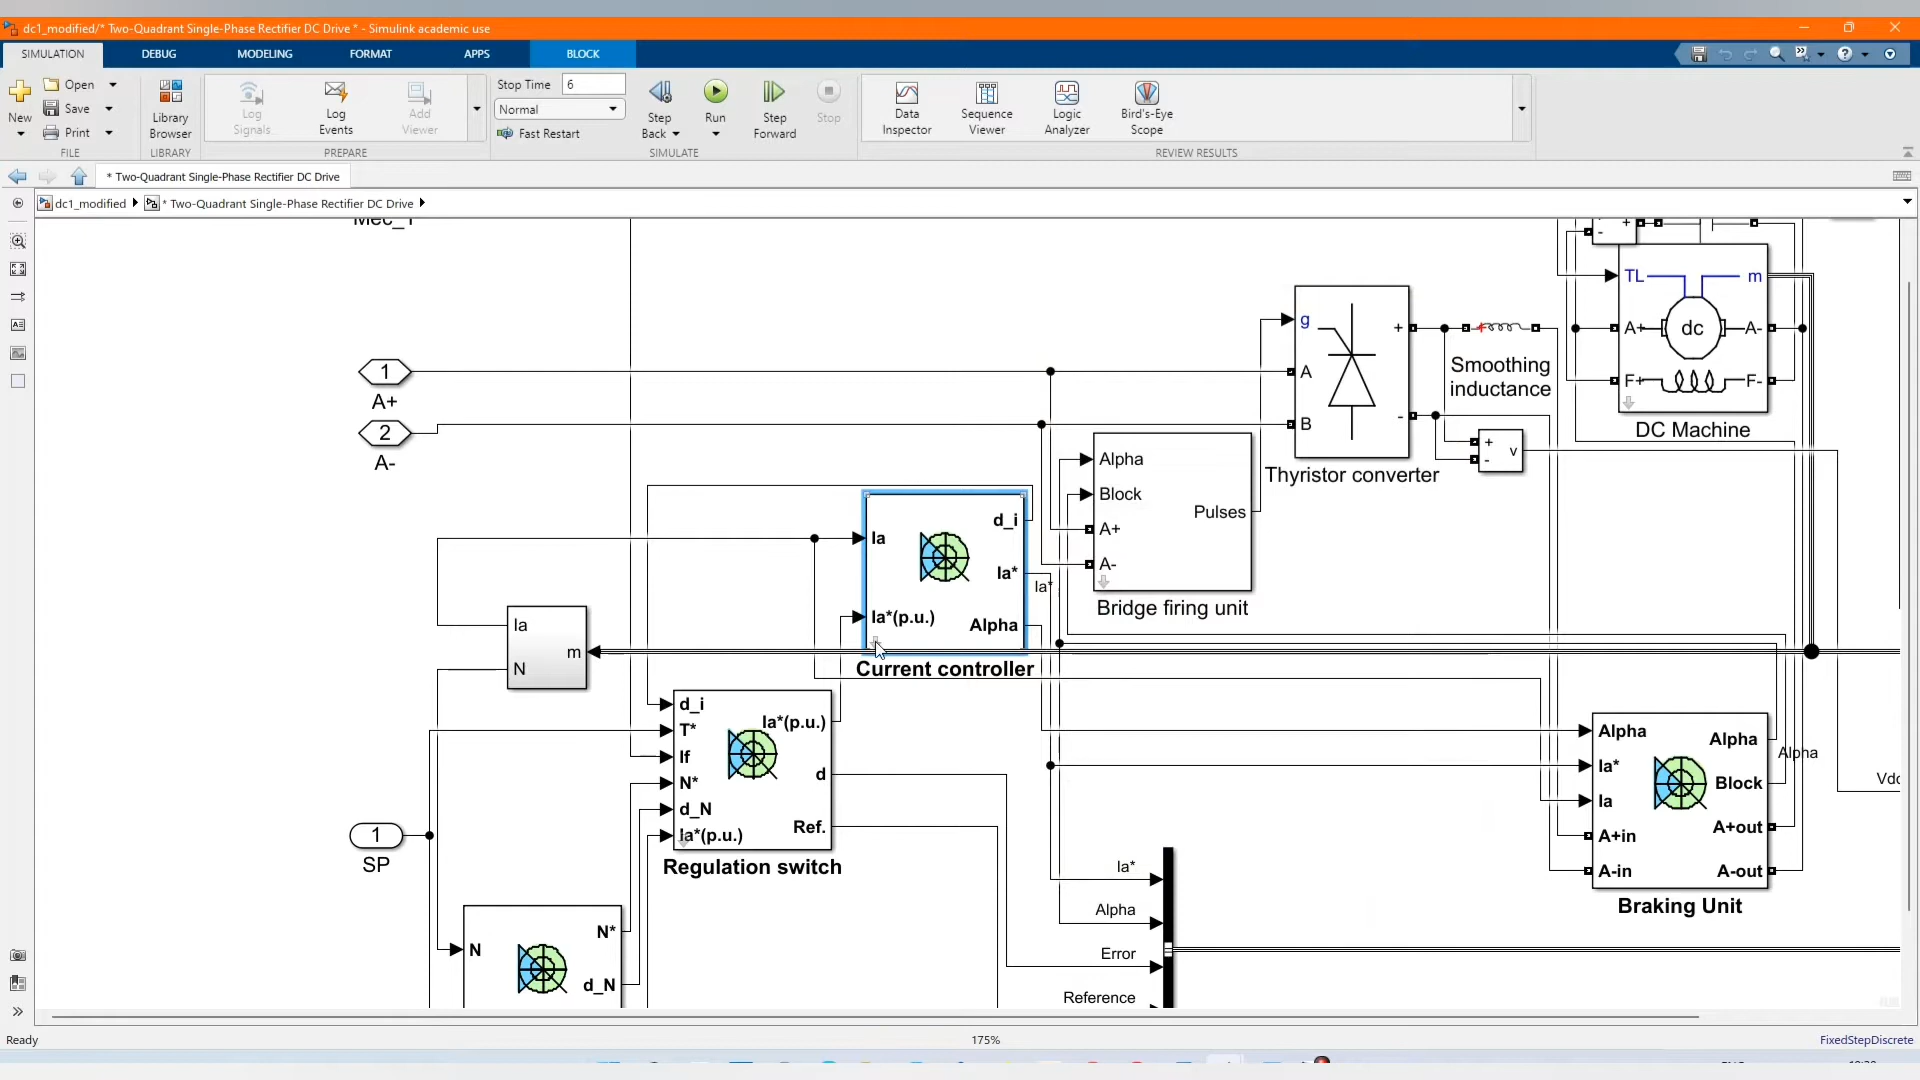 dc1_modified/* Two-Quadrant Single-Phase Rectifier DC Drive * - Simulink academic use
SIMULATION DEBUG MODELING FORMAT APPS BLOCK
New
Open
Save
Print
FILE
Library Browser
LIBRARY
Log Signals
Log Events
Add Viewer
PREPARE
Stop Time 6
Normal
Fast Restart
Step Back
Run
Step Forward
Stop
SIMULATE
Data Inspector
Sequence Viewer
Logic Analyzer
Bird's-Eye Scope
REVIEW RESULTS
* Two-Quadrant Single-Phase Rectifier DC Drive
dc1_modified * Two-Quadrant Single-Phase Rectifier DC Drive
Mec_T
1
A+
2
A-
g
A
B
+
-
Thyristor converter
Smoothing
inductance
+
-
v
TL
m
A+
dc
A-
F+
F-
DC Machine
Alpha
Block
A+
A-
Pulses
Bridge firing unit
Ia
Ia*(p.u.)
d_i
Ia*
Alpha
Ia*
Current controller
Ia
N
m
d_i
T*
If
N*
d_N
Ia*(p.u.)
Ia*(p.u.)
d
Ref.
Regulation switch
1
SP
N
N*
d_N
Ia*
Alpha
Error
Reference
Alpha
Ia*
Ia
A+in
A-in
Alpha
Block
A+out
A-out
Alpha
Braking Unit
Ready
175%
FixedStepDiscrete